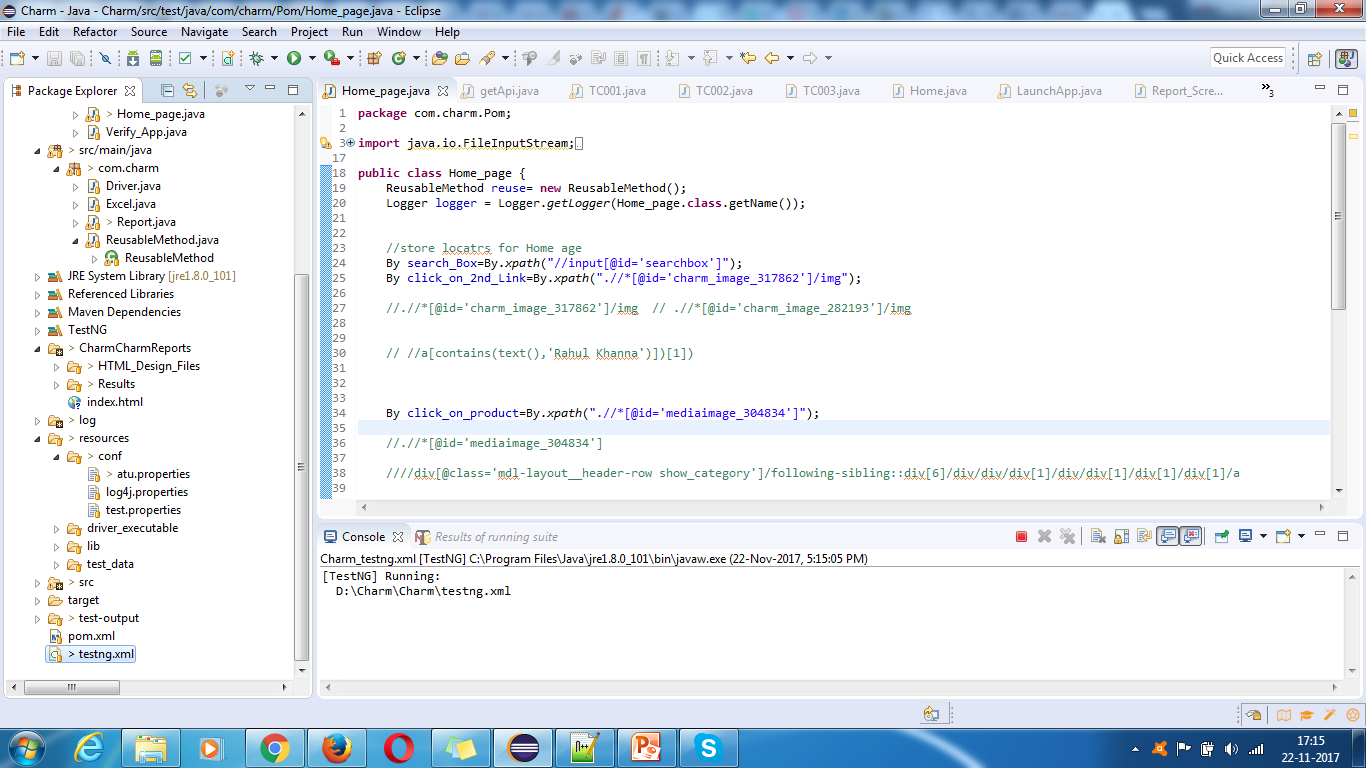 Charm - Java - Charm/src/test/java/com/charm/Pom/Home_page.java - Eclipse
File Edit Refactor Source Navigate Search Project Run Window Help
Quick Access
Package Explorer
> Home_page.java
Verify_App.java
> src/main/java
> com.charm
Driver.java
Excel.java
> Report.java
ReusableMethod.java
ReusableMethod
JRE System Library [jre1.8.0_101]
Referenced Libraries
Maven Dependencies
TestNG
> CharmCharmReports
> HTML_Design_Files
> Results
index.html
> log
> resources
> conf
> atu.properties
log4j.properties
test.properties
driver_executable
> lib
test_data
> src
target
> test-output
pom.xml
> testng.xml
Home_page.java getApi.java TC001.java TC002.java TC003.java Home.java LaunchApp.java Report_Scre... »3
1 package com.charm.Pom;
2
3 import java.io.FileInputStream;
17
18 public class Home_page {
19 ReusableMethod reuse= new ReusableMethod();
20 Logger logger = Logger.getLogger(Home_page.class.getName());
21
22
23 //store locatrs for Home age
24 By search_Box=By.xpath("//input[@id='searchbox']");
25 By click_on_2nd_Link=By.xpath(".//*[@id='charm_image_317862']/img");
26
27 //.//*[@id='charm_image_317862']/img // .//*[@id='charm_image_282193']/img
28
29
30 // //a[contains(text(),'Rahul Khanna')])[1])
31
32
33
34 By click_on_product=By.xpath(".//*[@id='mediaimage_304834']");
35
36 //.//*[@id='mediaimage_304834']
37
38 ////div[@class='mdl-layout__header-row show_category']/following-sibling::div[6]/div/div/div[1]/div/div[1]/div[1]/div[1]/a
39
Console Results of running suite
Charm_testng.xml [TestNG] C:\Program Files\Java\jre1.8.0_101\bin\javaw.exe (22-Nov-2017, 5:15:05 PM)
[TestNG] Running:
D:\Charm\Charm\testng.xml
17:15
22-11-2017